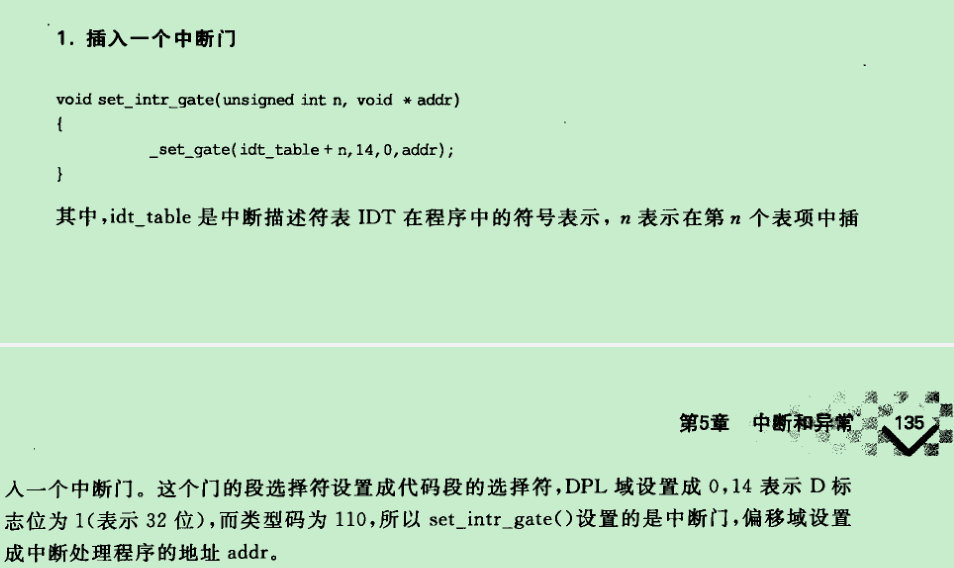 1. 插入一个中断门
void set_intr_gate(unsigned int n, void * addr)
{
_set_gate(idt_table + n,14,0,addr);
}
其中,idt_table 是中断描述符表 IDT 在程序中的符号表示, n 表示在第 n 个表项中插
第5章 中断和异常 135
入一个中断门。这个门的段选择符设置成代码段的选择符,DPL 域设置成 0,14 表示 D 标
志位为 1(表示 32 位),而类型码为 110,所以 set_intr_gate()设置的是中断门,偏移域设置
成中断处理程序的地址 addr。